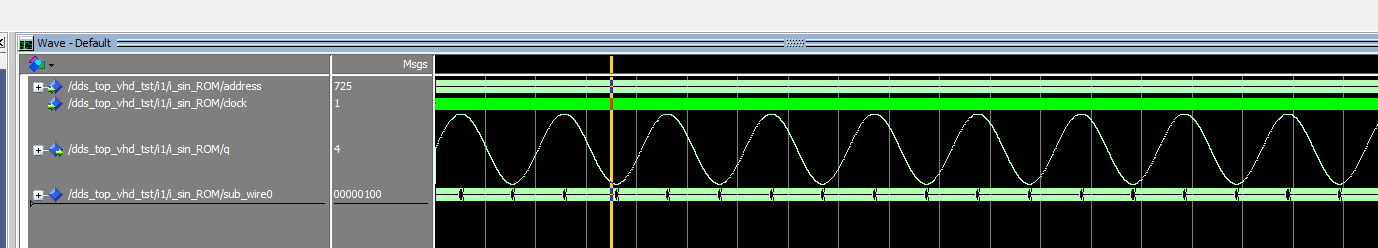 Wave - Default
Msgs
/dds_top_vhd_tst/i1/i_sin_ROM/address 725
/dds_top_vhd_tst/i1/i_sin_ROM/clock 1
/dds_top_vhd_tst/i1/i_sin_ROM/q 4
/dds_top_vhd_tst/i1/i_sin_ROM/sub_wire0 00000100